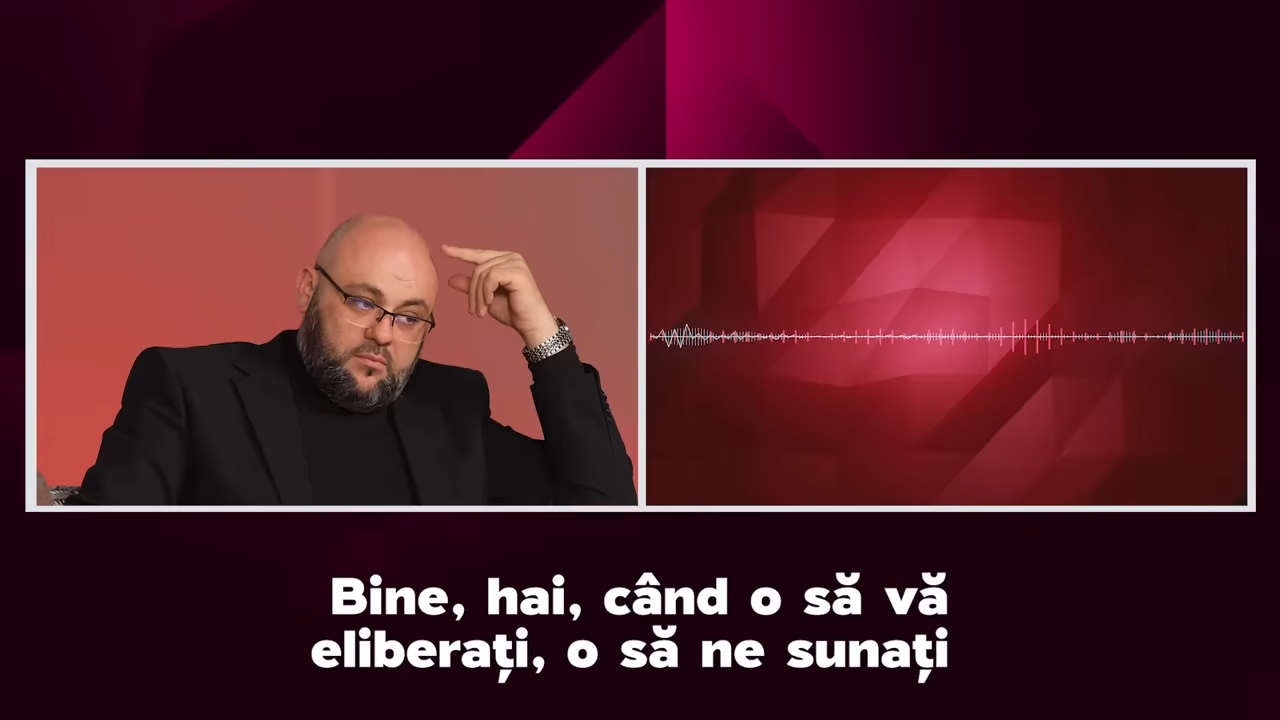 Bine, hai, când o să vă
eliberați, o să ne sunați